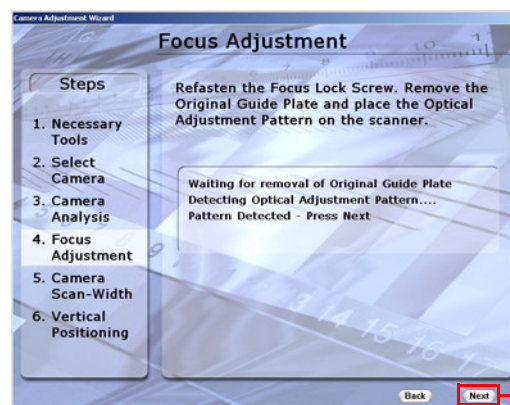 Camera Adjustment Wizard
Focus Adjustment
Steps
1. Necessary
Tools
2. Select
Camera
3. Camera
Analysis
4. Focus
Adjustment
5. Camera
Scan-Width
6. Vertical
Positioning
Refasten the Focus Lock Screw. Remove the
Original Guide Plate and place the Optical
Adjustment Pattern on the scanner.
Waiting for removal of Original Guide Plate
Detecting Optical Adjustment Pattern....
Pattern Detected - Press Next
Back
Next